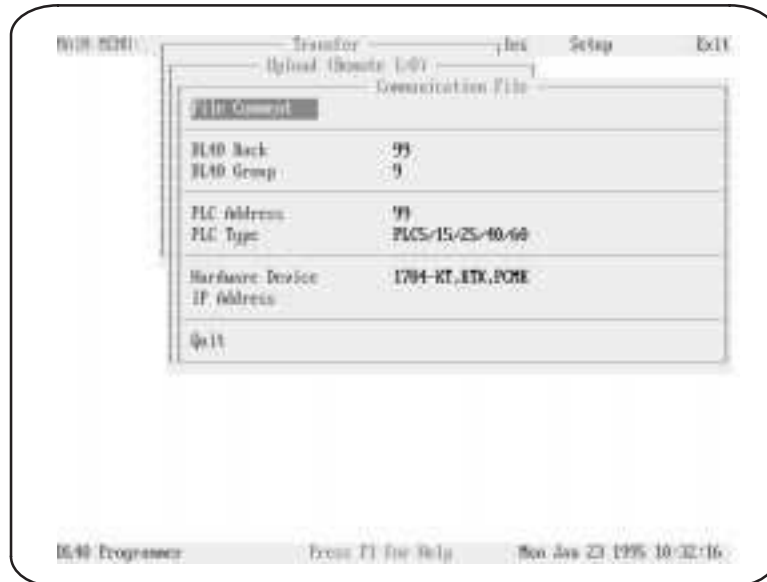 MAIN MENU Transfer Setup Exit
Upload (Remote I/O)
Communication File
File Comment
DL40 Rack 99
DL40 Group 9
PLC Address 99
PLC Type PLC5/15/25/40/60
Hardware Device 1784-KT,KTX,PCMK
IP Address
Quit
DL40 Programmer Press F1 for Help Mon Jan 23 1995 10:32:16